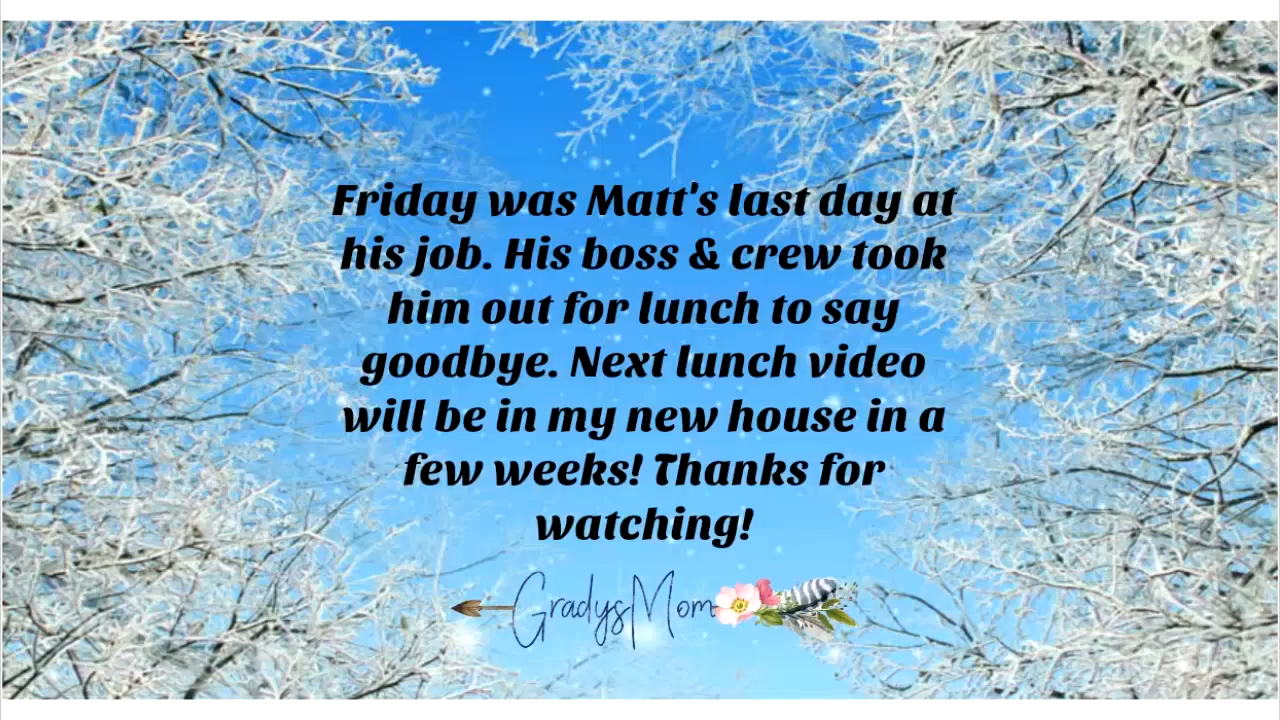 Friday was Matt's last day at
his job. His boss & crew took
him out for lunch to say
goodbye. Next lunch video
will be in my new house in a
few weeks! Thanks for
watching!
GradysMom